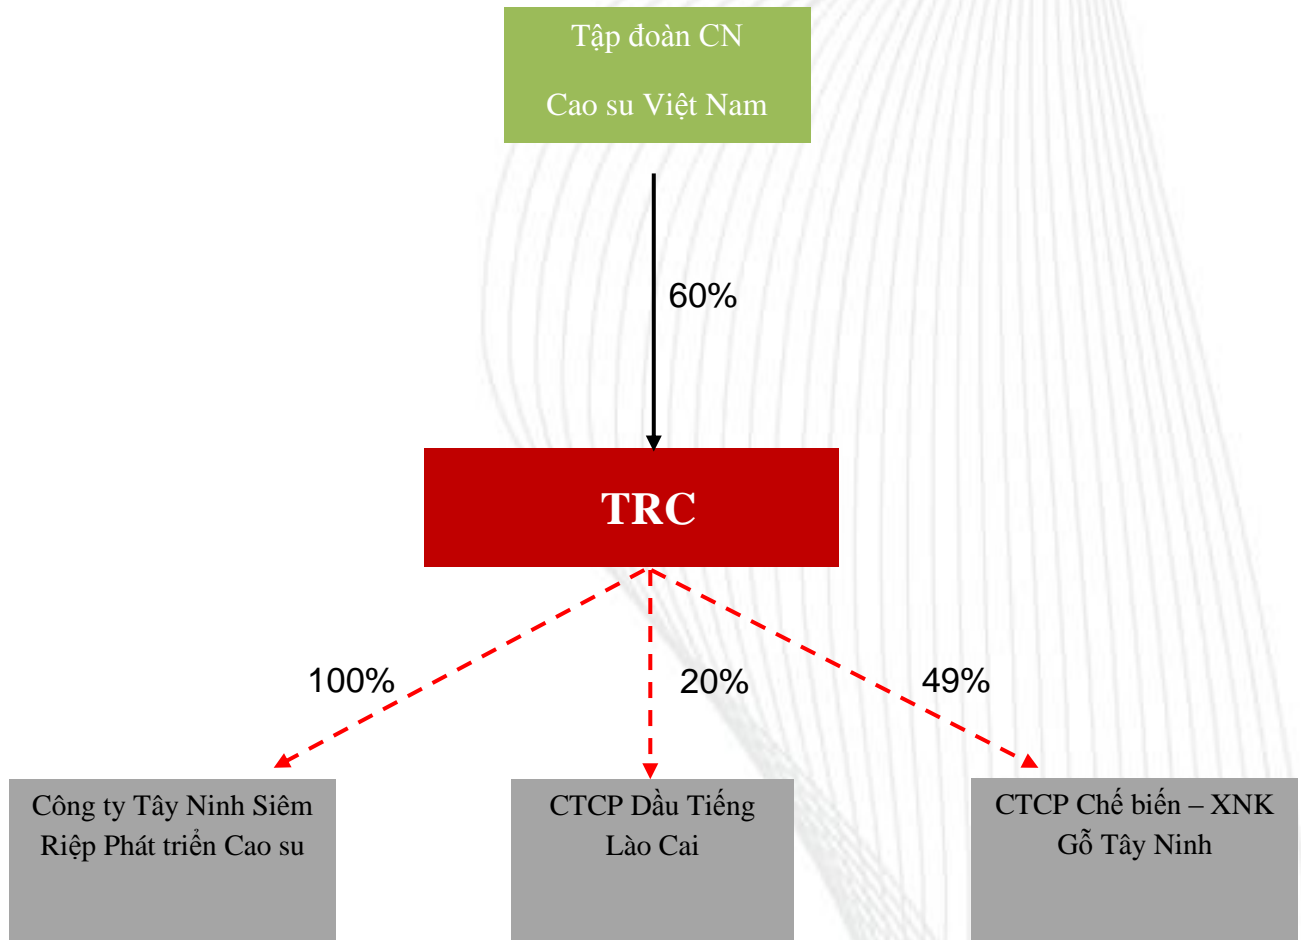 Tập đoàn CN
Cao su Việt Nam
60%
TRC
100%
20%
49%
Công ty Tây Ninh Siêm
Riệp Phát triển Cao su
CTCP Dầu Tiếng
Lào Cai
CTCP Chế biến – XNK
Gỗ Tây Ninh